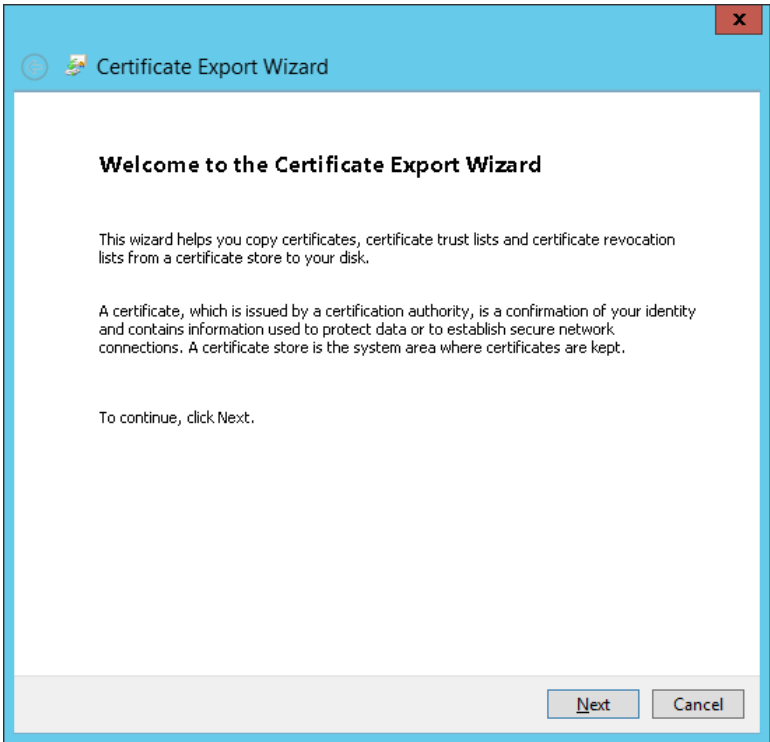 x
Certificate Export Wizard
Welcome to the Certificate Export Wizard
This wizard helps you copy certificates, certificate trust lists and certificate revocation
lists from a certificate store to your disk.
A certificate, which is issued by a certification authority, is a confirmation of your identity
and contains information used to protect data or to establish secure network
connections. A certificate store is the system area where certificates are kept.
To continue, click Next.
Next Cancel